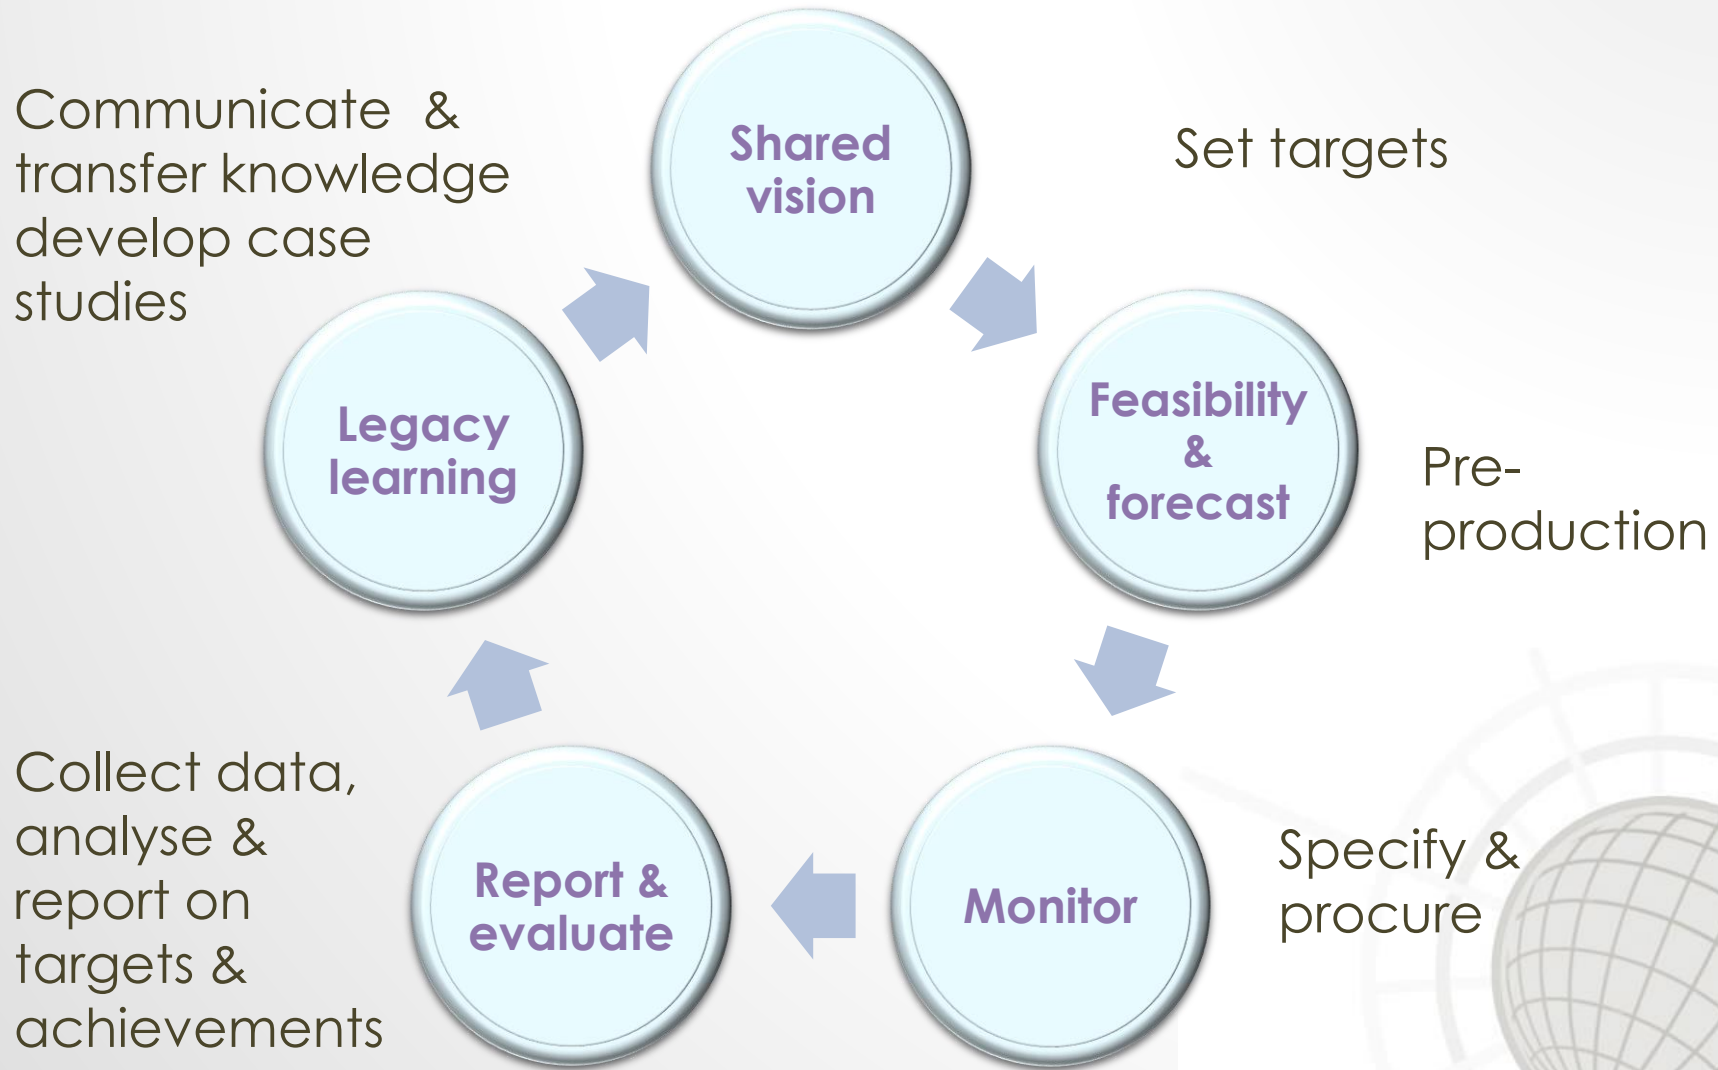 Communicate  &
transfer knowledge
develop case
studies
Shared
vision
Set targets
Feasibility
&
forecast
Pre-
production
Monitor
Specify &
procure
Report &
evaluate
Collect data,
analyse &
report on
targets &
achievements
Legacy
learning